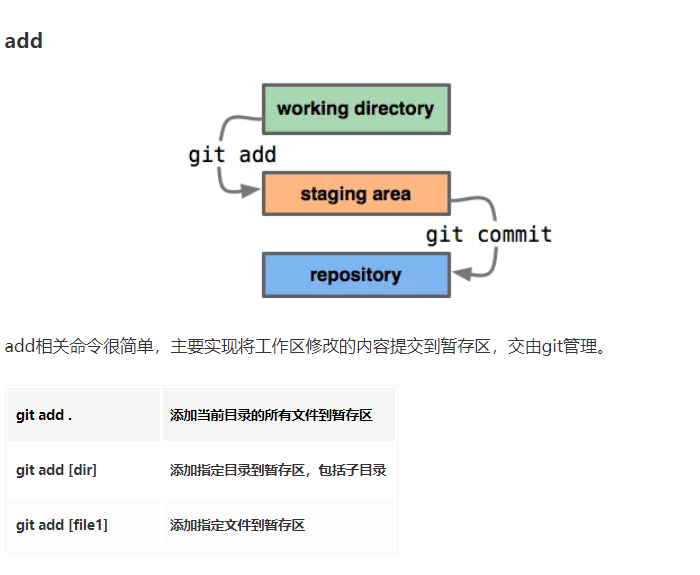 add
working directory
git add
staging area
git commit
repository
add相关命令很简单，主要实现将工作区修改的内容提交到暂存区，交由git管理。
git add . 添加当前目录的所有文件到暂存区
git add [dir] 添加指定目录到暂存区，包括子目录
git add [file1] 添加指定文件到暂存区